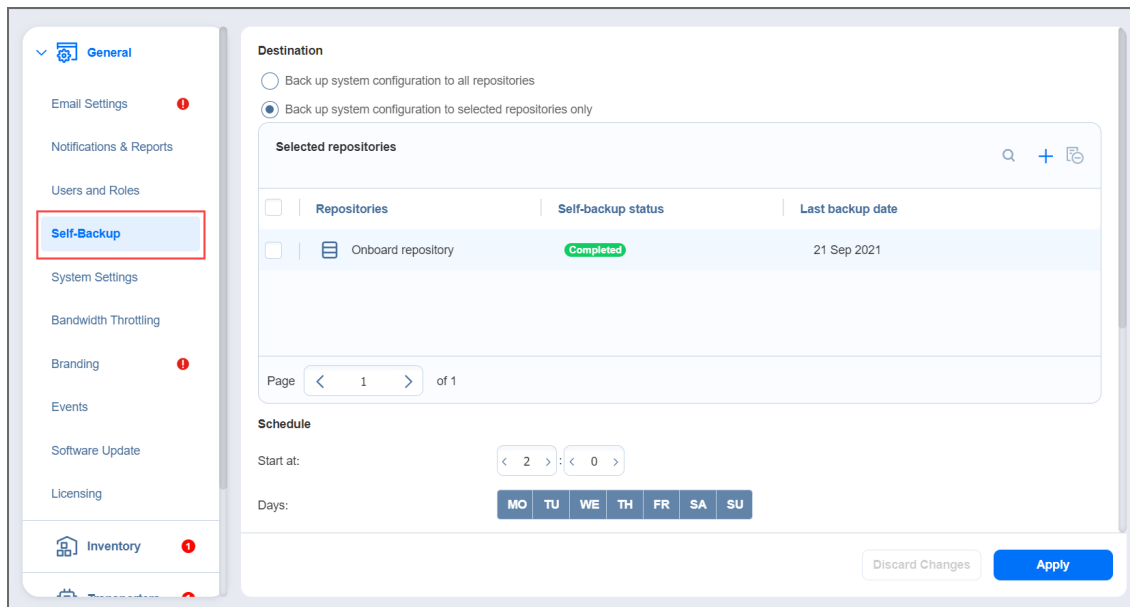 General
Email Settings
Notifications & Reports
Users and Roles
Self-Backup
System Settings
Bandwidth Throttling
Branding
Events
Software Update
Licensing
Inventory 1
Destination
Back up system configuration to all repositories
Back up system configuration to selected repositories only
Selected repositories
Repositories Self-backup status Last backup date
Onboard repository Completed 21 Sep 2021
Page 1 of 1
Schedule
Start at: 2 : 0
Days: MO TU WE TH FR SA SU
Discard Changes Apply